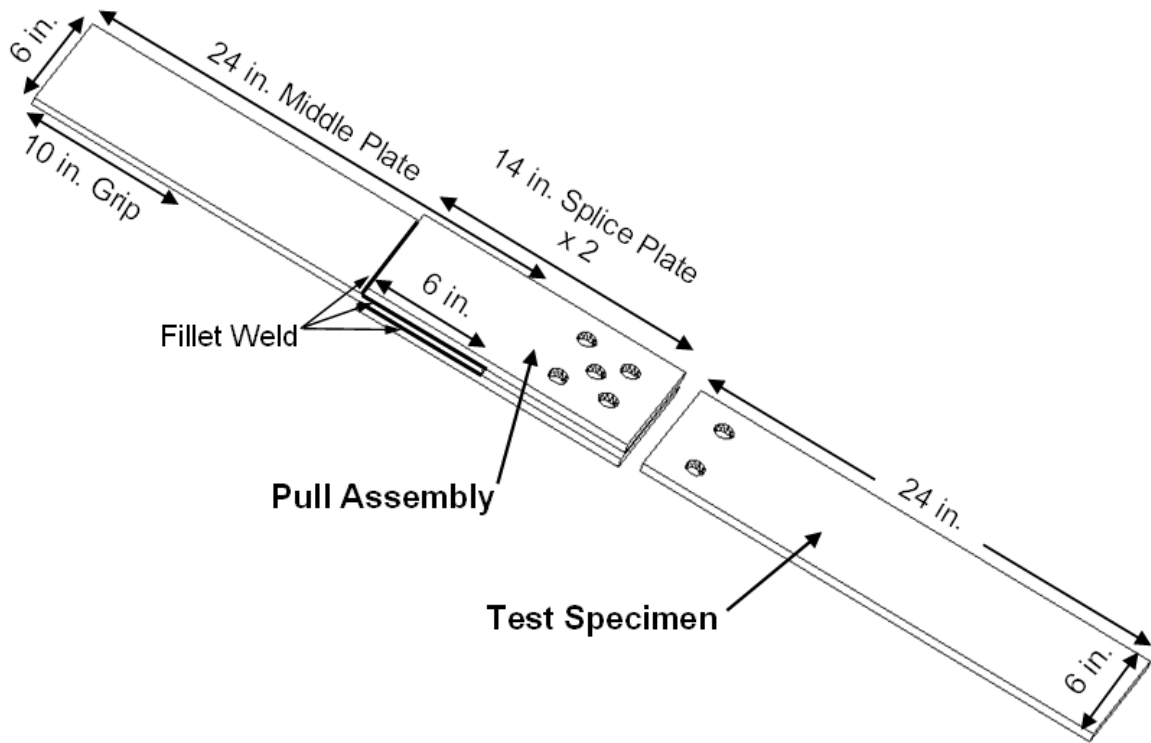 6 in.
24 in. Middle Plate
10 in. Grip
14 in. Splice Plate
x 2
6 in.
Fillet Weld
Pull Assembly
24 in.
Test Specimen
6 in.